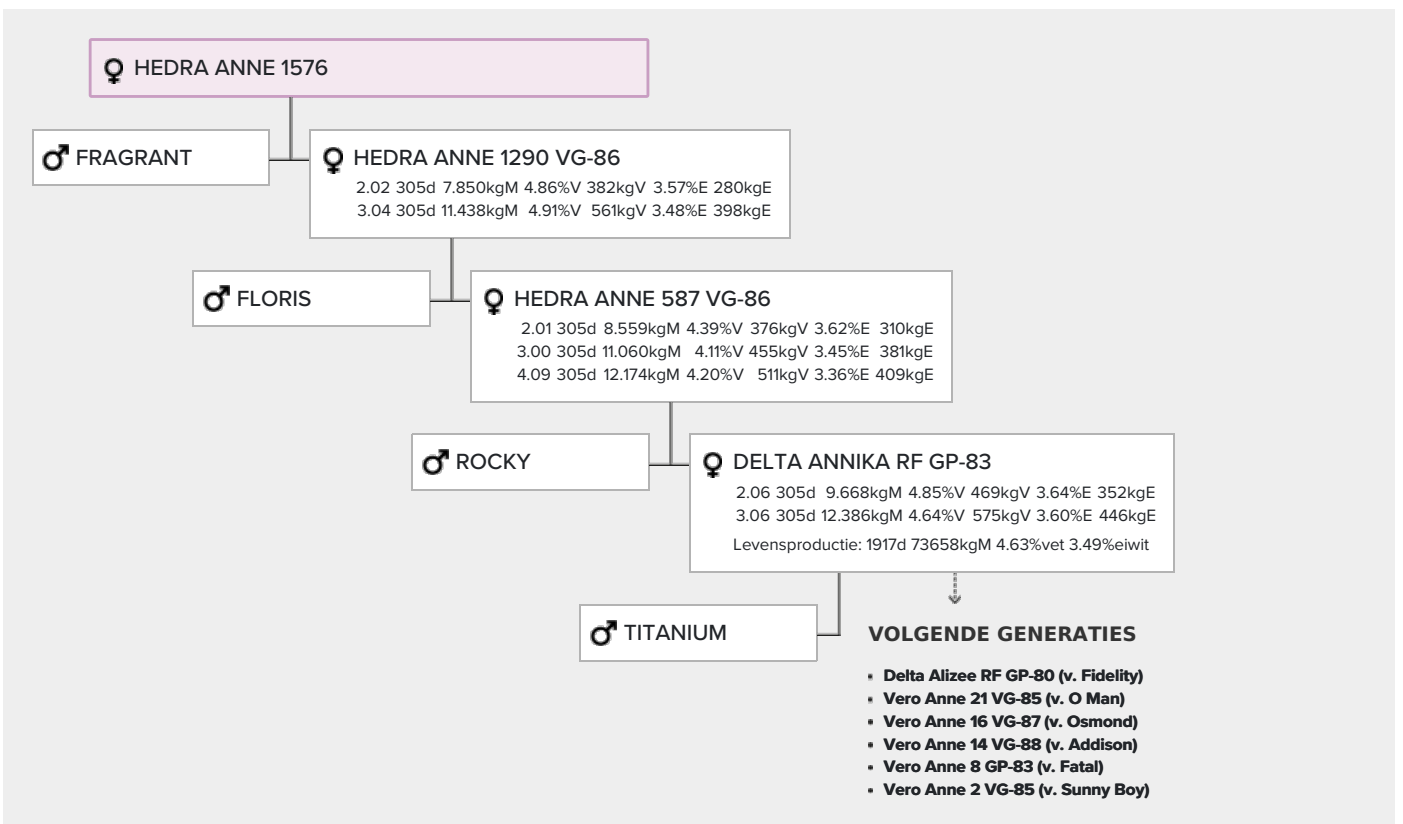 HEDRA ANNE 1576
FRAGRANT
HEDRA ANNE 1290 VG-86
2.02 305d 7.850kgM 4.86%V 382kgV 3.57%E 280kgE
3.04 305d 11.438kgM 4.91%V 561kgV 3.48%E 398kgE
FLORIS
HEDRA ANNE 587 VG-86
2.01 305d 8.559kgM 4.39%V 376kgV 3.62%E 310kgE
3.00 305d 11.060kgM 4.11%V 455kgV 3.45%E 381kgE
4.09 305d 12.174kgM 4.20%V 511kgV 3.36%E 409kgE
ROCKY
DELTA ANNIKA RF GP-83
2.06 305d 9.668kgM 4.85%V 469kgV 3.64%E 352kgE
3.06 305d 12.386kgM 4.64%V 575kgV 3.60%E 446kgE
Levensproductie: 1917d 73658kgM 4.63%vet 3.49%eiwit
TITANIUM
VOLGENDE GENERATIES
▪ Delta Alizee RF GP-80 (v. Fidelity)
▪ Vero Anne 21 VG-85 (v. O Man)
▪ Vero Anne 16 VG-87 (v. Osmond)
▪ Vero Anne 14 VG-88 (v. Addison)
▪ Vero Anne 8 GP-83 (v. Fatal)
▪ Vero Anne 2 VG-85 (v. Sunny Boy)